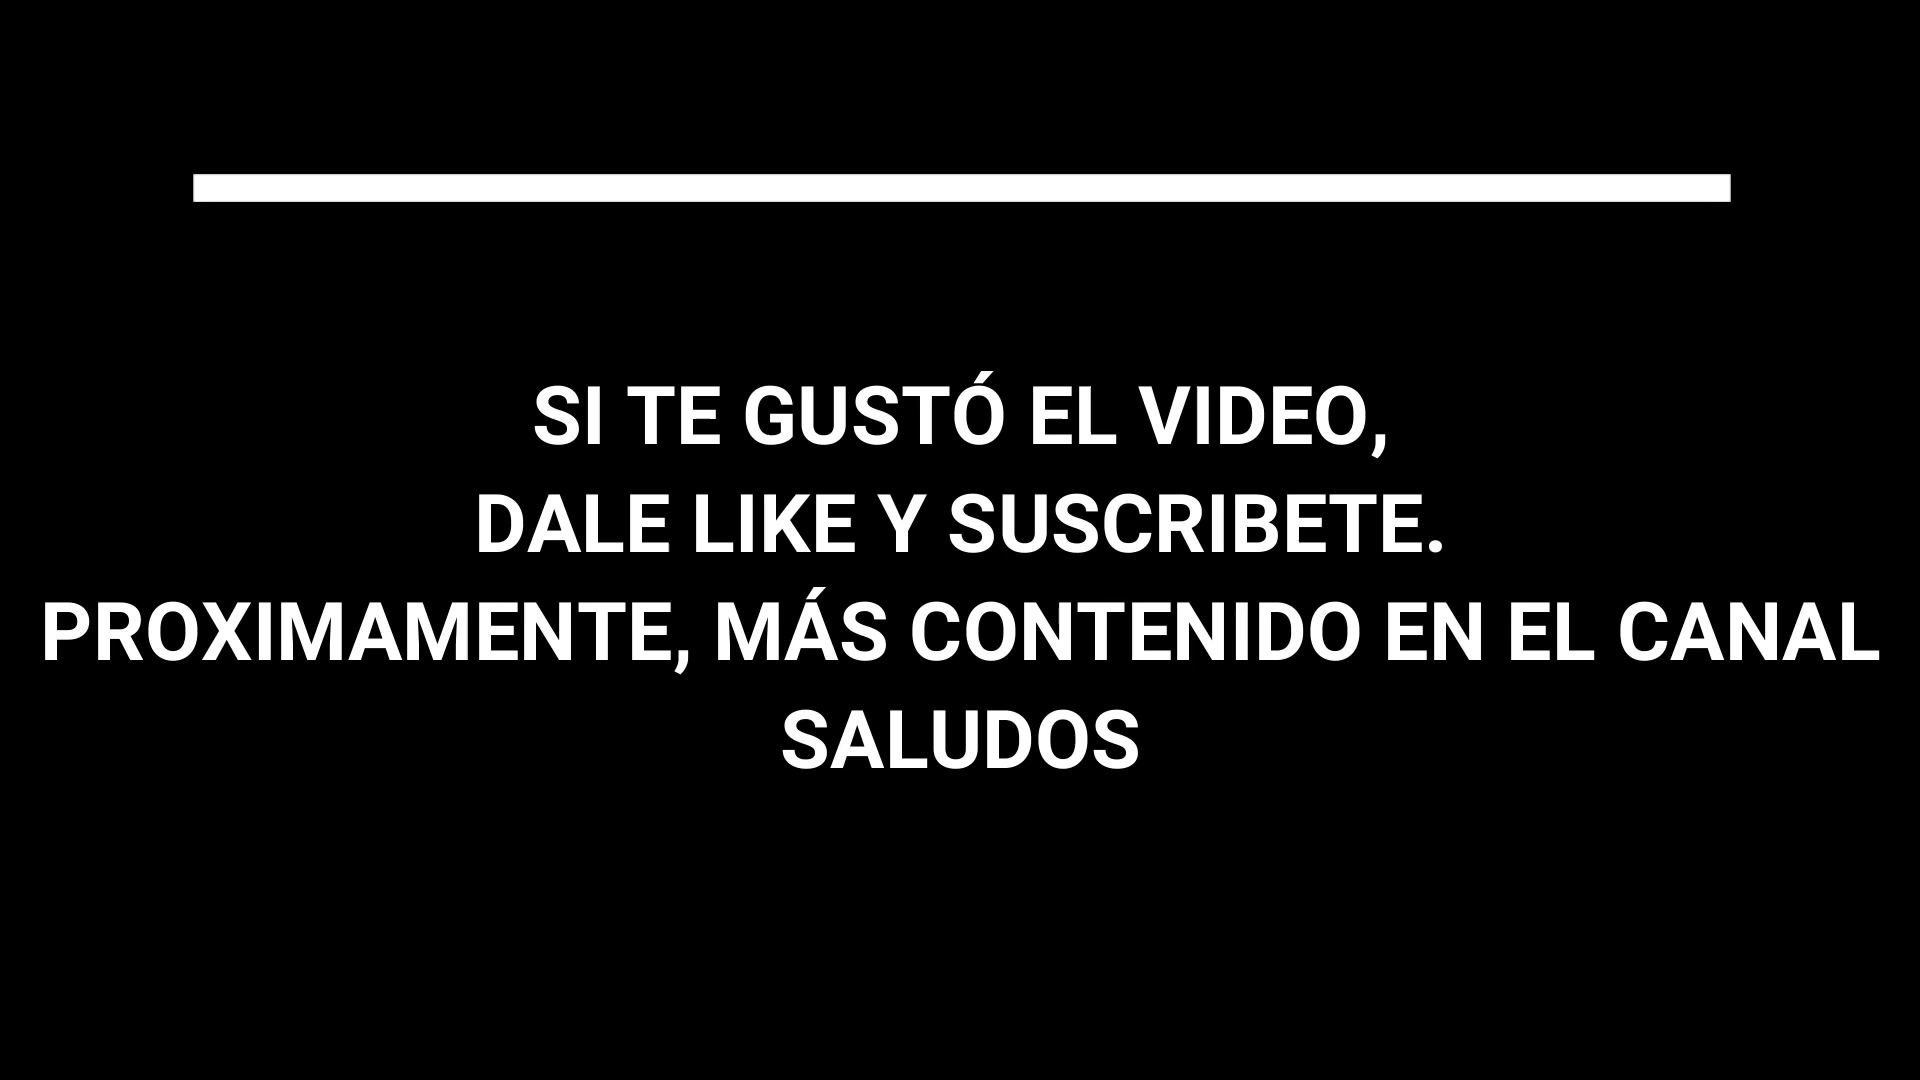 SI TE GUSTÓ EL VIDEO,
DALE LIKE Y SUSCRIBETE.
PROXIMAMENTE, MÁS CONTENIDO EN EL CANAL
SALUDOS